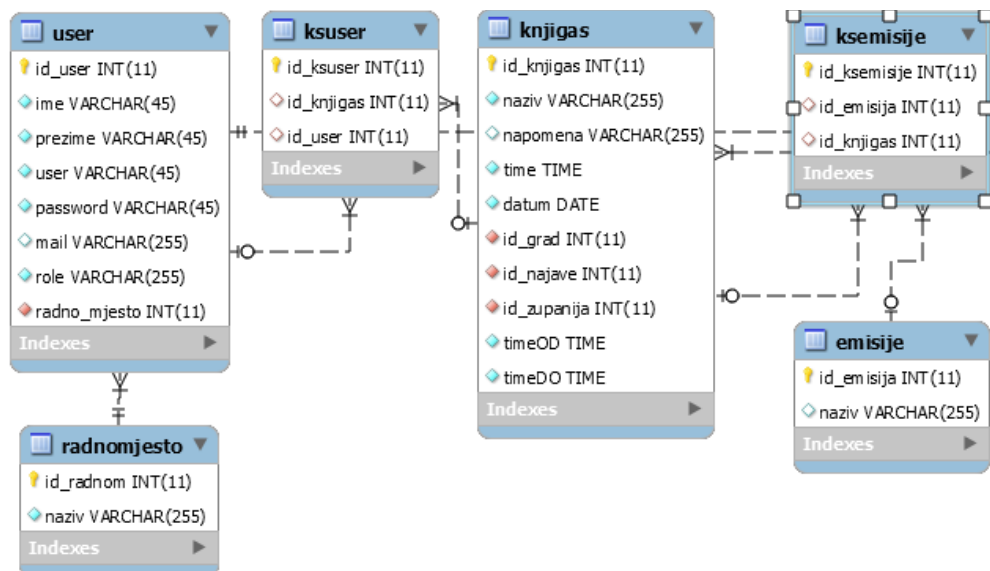 user
id_user INT(11)
ime VARCHAR(45)
prezime VARCHAR(45)
user VARCHAR(45)
password VARCHAR(45)
mail VARCHAR(255)
role VARCHAR(255)
radno_mjesto INT(11)
Indexes
ksuser
id_ksuser INT(11)
id_knjigas INT(11)
id_user INT(11)
Indexes
knjigas
id_knjigas INT(11)
naziv VARCHAR(255)
napomena VARCHAR(255)
time TIME
datum DATE
id_grad INT(11)
id_najave INT(11)
id_zupanija INT(11)
timeOD TIME
timeDO TIME
Indexes
ksemisije
id_ksemisije INT(11)
id_emisija INT(11)
id_knjigas INT(11)
Indexes
emisije
id_emisija INT(11)
naziv VARCHAR(255)
Indexes
radnomjesto
id_radnom INT(11)
naziv VARCHAR(255)
Indexes